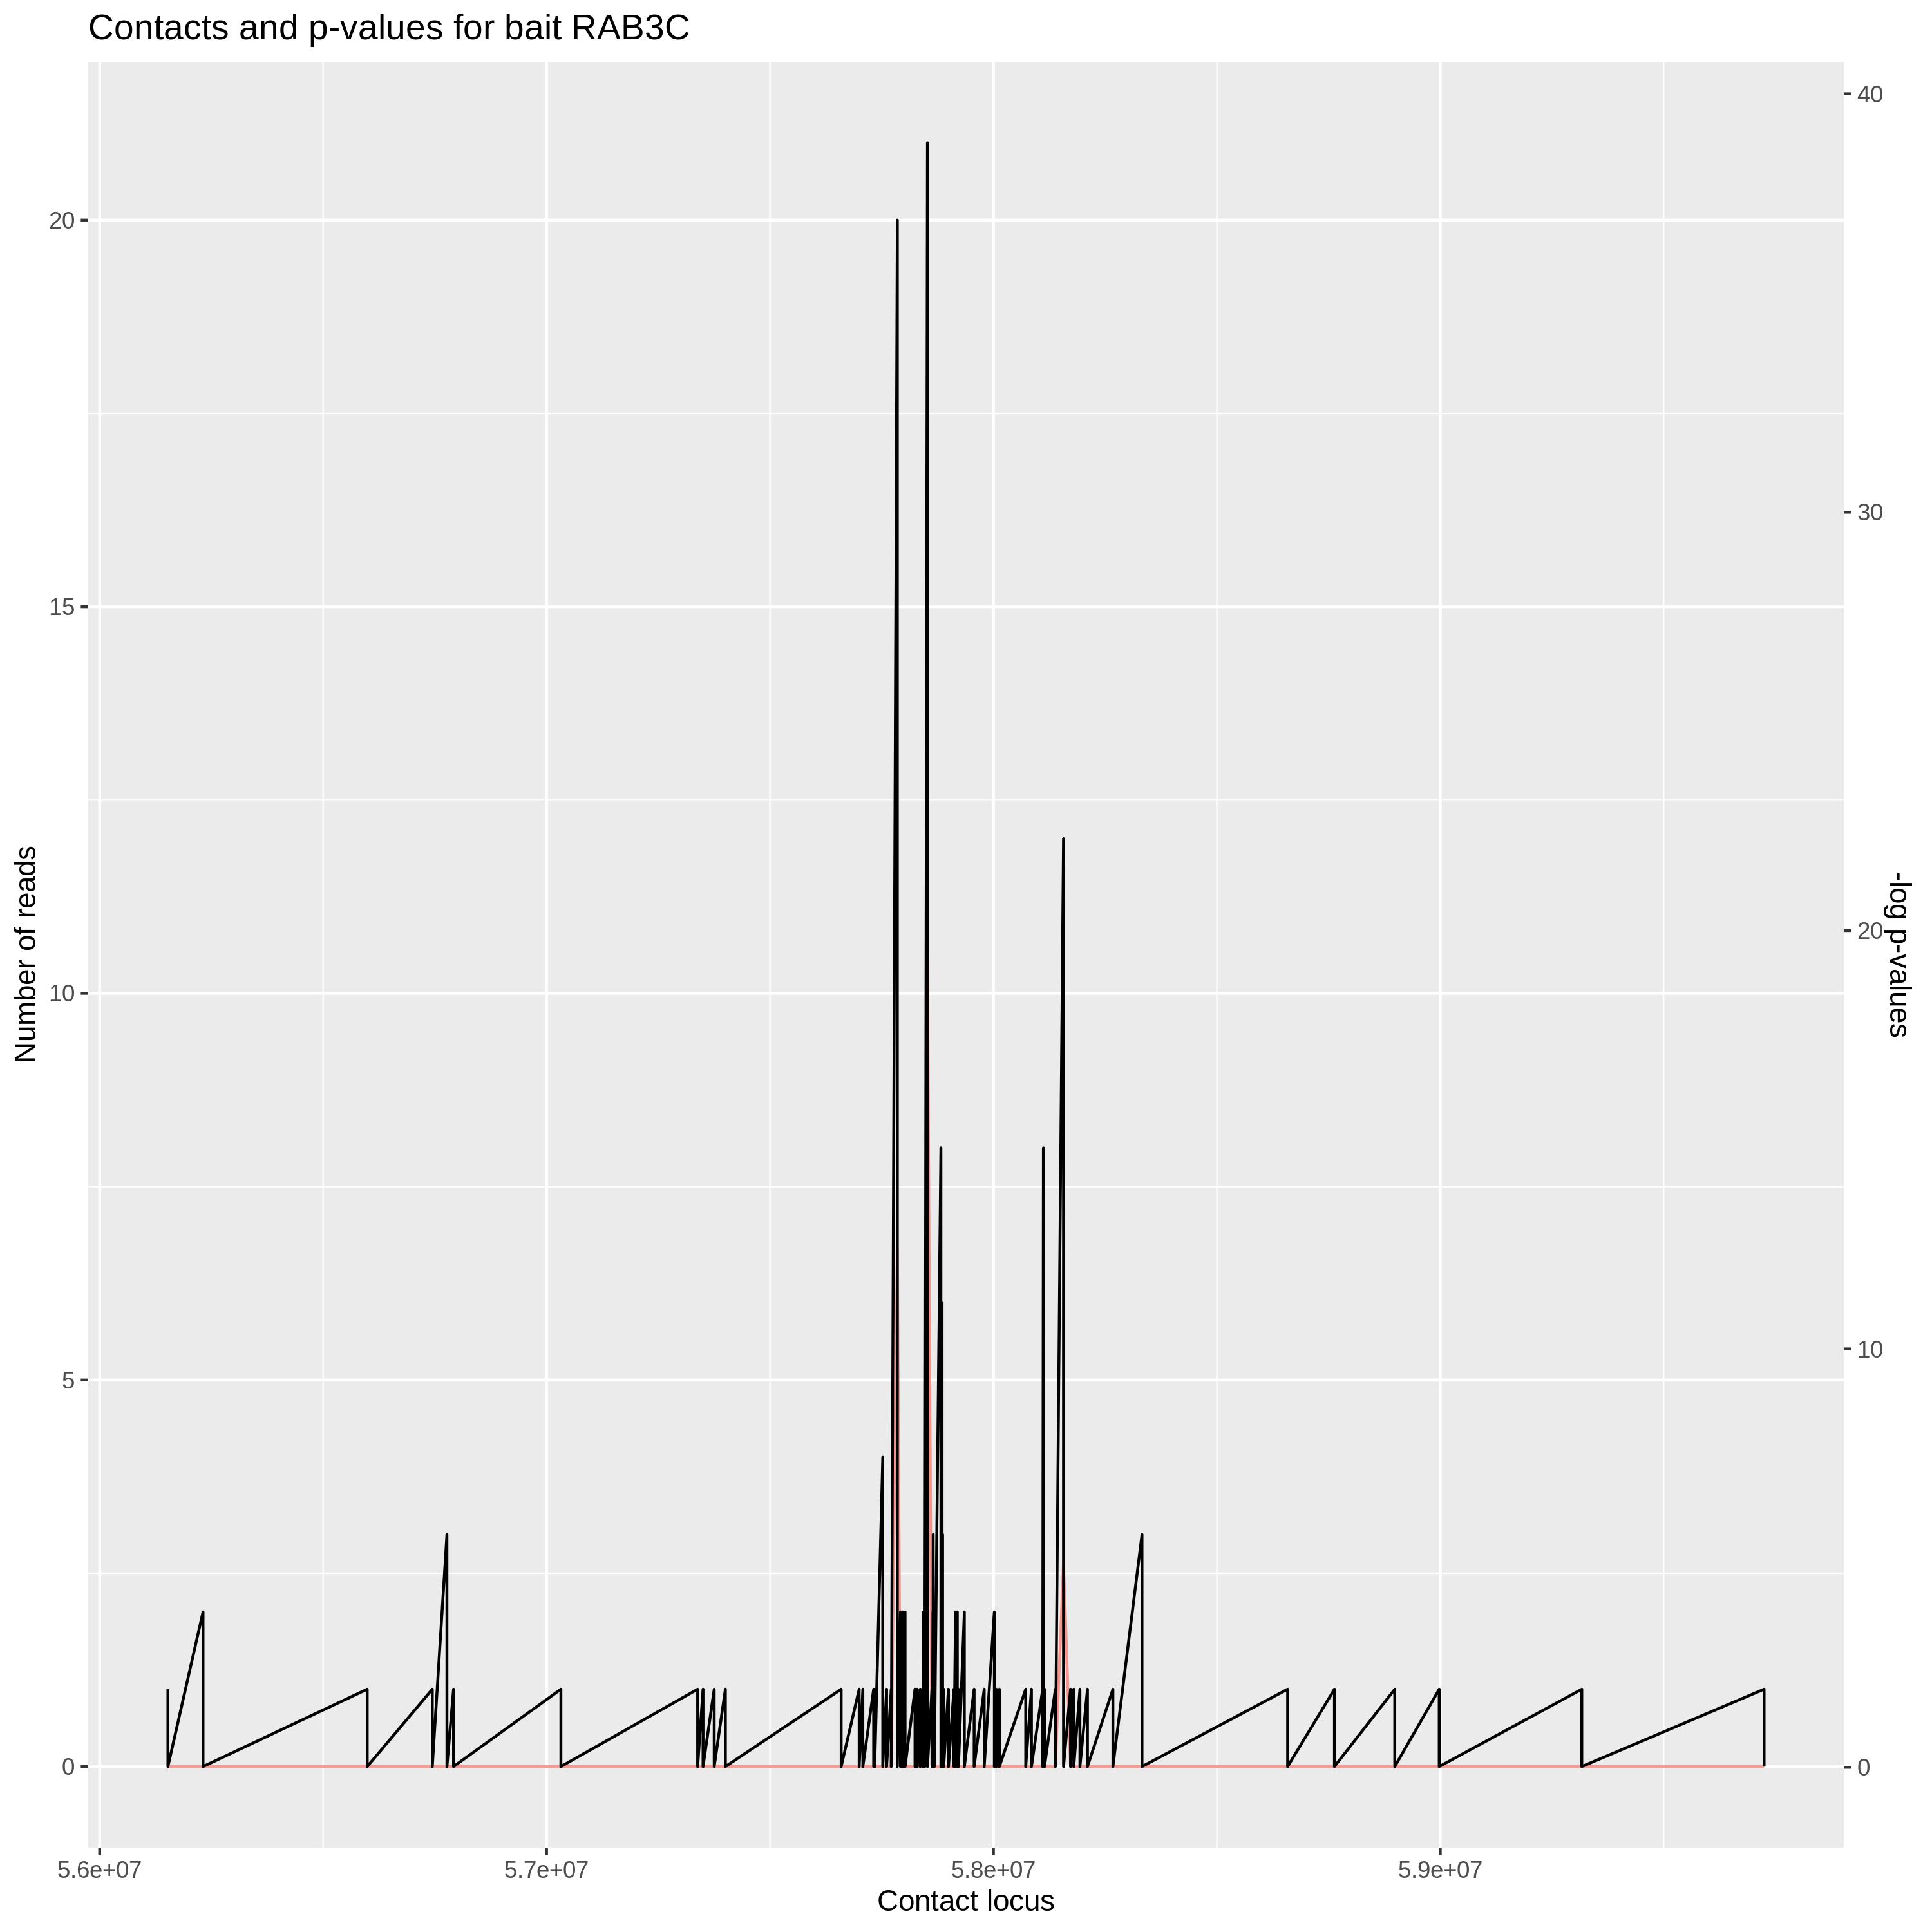 Contacts and p-values for bait RAB3C
Number of reads
20
15
10
5
0
40
30
20
10
0
-log p-values
5.6e+07
5.7e+07
5.8e+07
5.9e+07
Contact locus